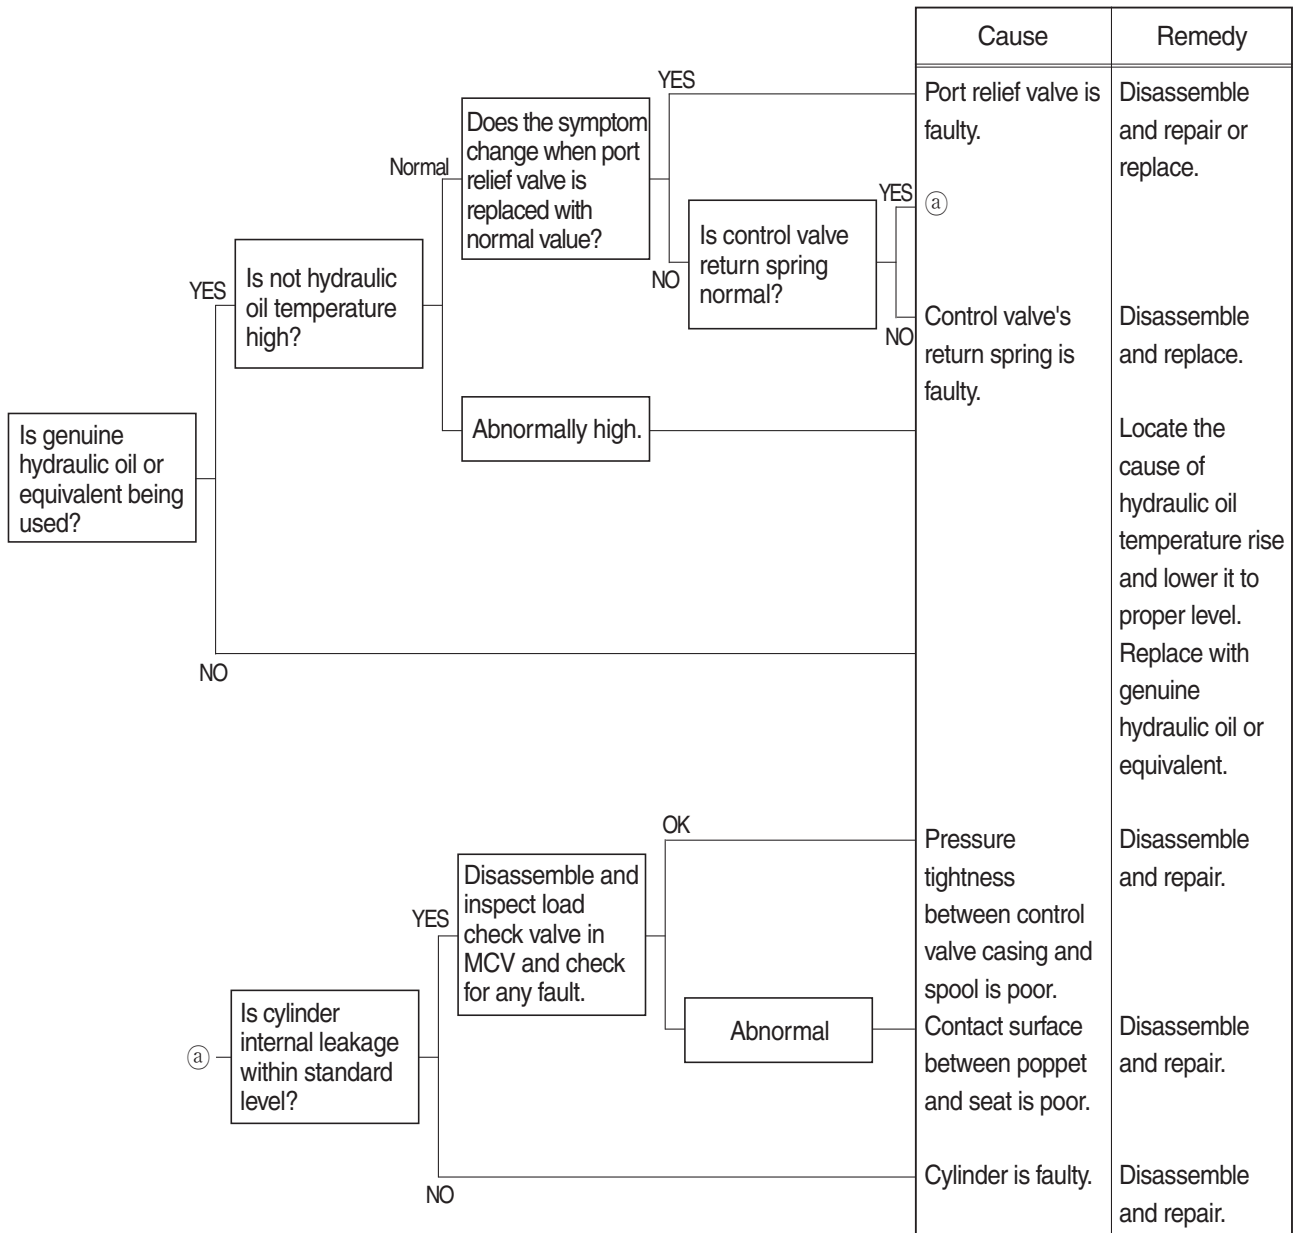 Cause
Remedy
YES
Port relief valve is
faulty.
Disassemble
and repair or
replace.
Does the symptom
change when port
relief valve is
replaced with
normal value?
Normal
YES
ⓐ
Is control valve
return spring
normal?
NO
NO
Control valve's
return spring is
faulty.
Disassemble
and replace.
YES
Is not hydraulic
oil temperature
high?
Abnormally high.
Locate the
cause of
hydraulic oil
temperature rise
and lower it to
proper level.
Is genuine
hydraulic oil or
equivalent being
used?
NO
Replace with
genuine
hydraulic oil or
equivalent.
OK
Pressure
tightness
between control
valve casing and
spool is poor.
Disassemble
and repair.
YES
Disassemble and
inspect load
check valve in
MCV and check
for any fault.
Abnormal
Contact surface
between poppet
and seat is poor.
Disassemble
and repair.
ⓐ
Is cylinder
internal leakage
within standard
level?
NO
Cylinder is faulty.
Disassemble
and repair.